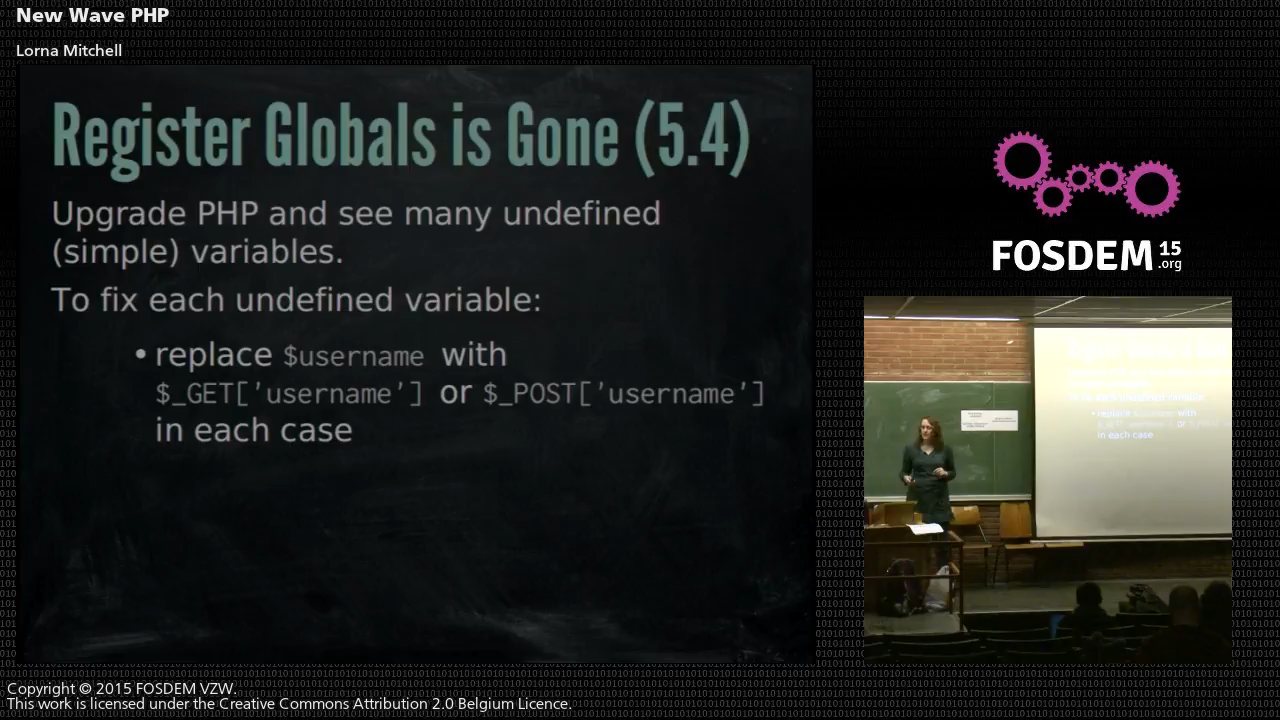 New Wave PHP
Lorna Mitchell
Register Globals is Gone (5.4)
Upgrade PHP and see many undefined
(simple) variables.
To fix each undefined variable:
• replace $username with
$_GET['username'] or $_POST['username']
in each case
FOSDEM 15 .org
Copyright © 2015 FOSDEM VZW.
This work is licensed under the Creative Commons Attribution 2.0 Belgium Licence.